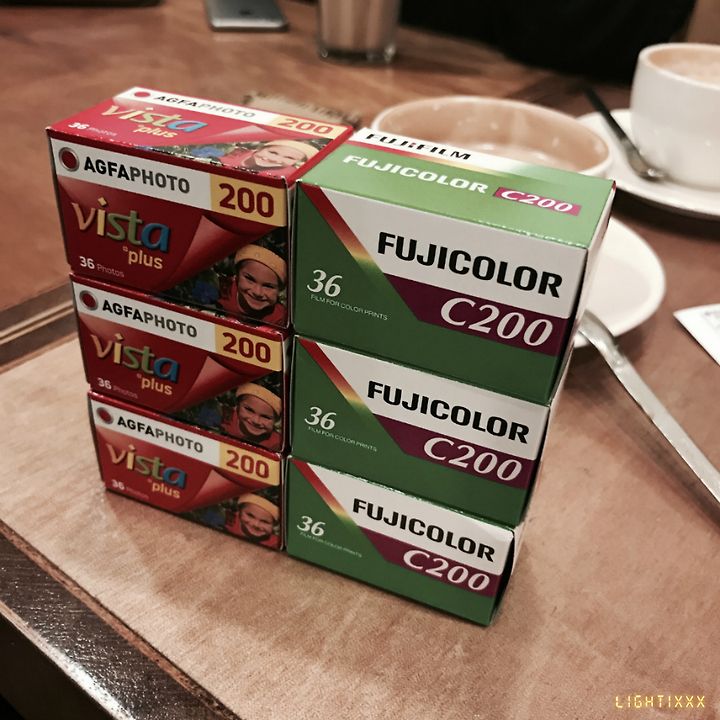 AGFAPHOTO
vista
plus
200
36 Photos
AGFAPHOTO
200
vista
plus
36 Photos
AGFAPHOTO
200
vista
plus
36 Photos
AGFAPHOTO
200
vista
plus
36 Photos
FUJIFILM
FUJICOLOR C200
FUJICOLOR
36
FILM FOR COLOR PRINTS
C200
FUJICOLOR
36
FILM FOR COLOR PRINTS
C200
FUJICOLOR
36
FILM FOR COLOR PRINTS
C200
LIGHTIXXX